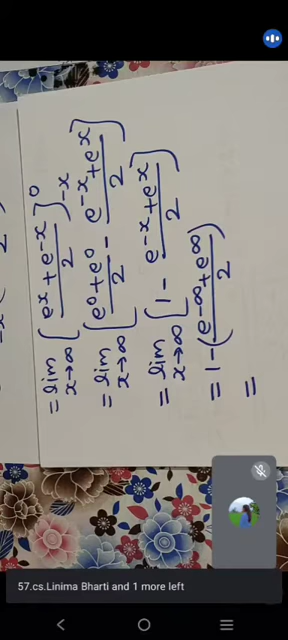 = lim x→∞ [ (e^x + e^-x)/2 ]_-x^0
= lim x→∞ [ (e^0 + e^0)/2 - (e^-x + e^x)/2 ]
= lim x→∞ [ 1 - (e^-x + e^x)/2 ]
= 1 - ( (e^-∞ + e^∞)/2 )
=
57.cs.Linima Bharti and 1 more left